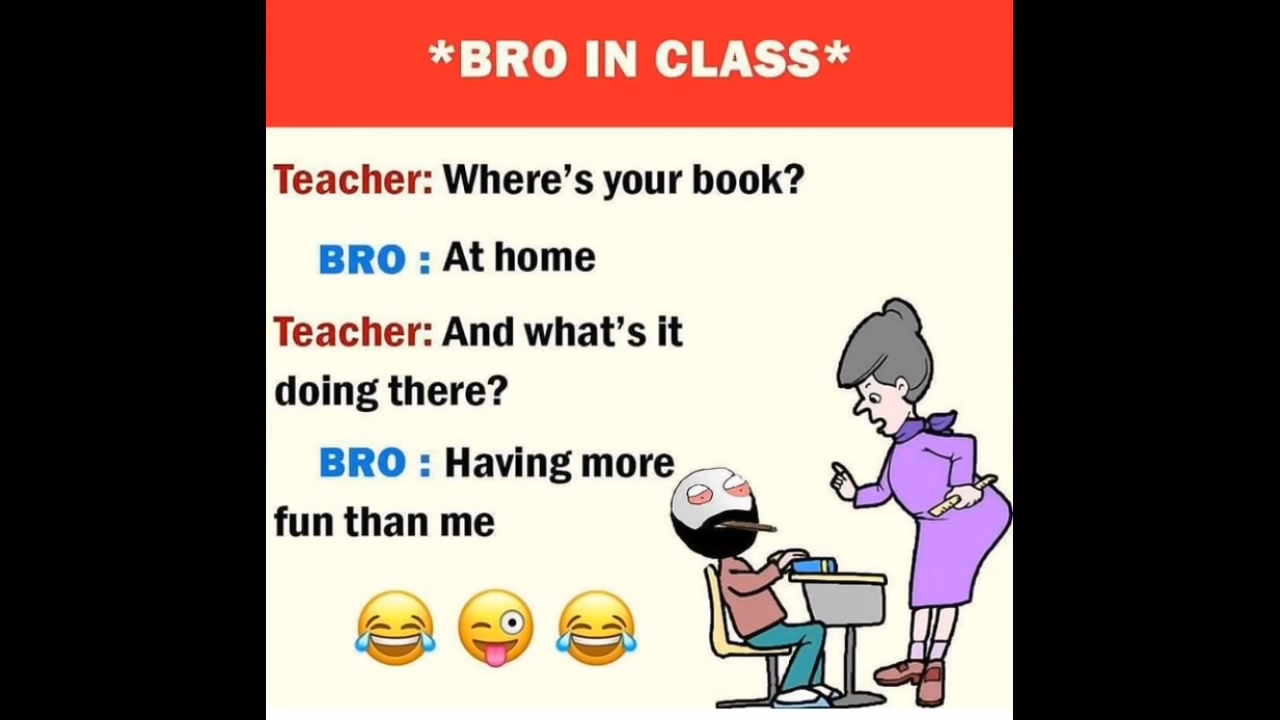 *BRO IN CLASS*
Teacher: Where's your book?
BRO : At home
Teacher: And what's it
doing there?
BRO : Having more
fun than me